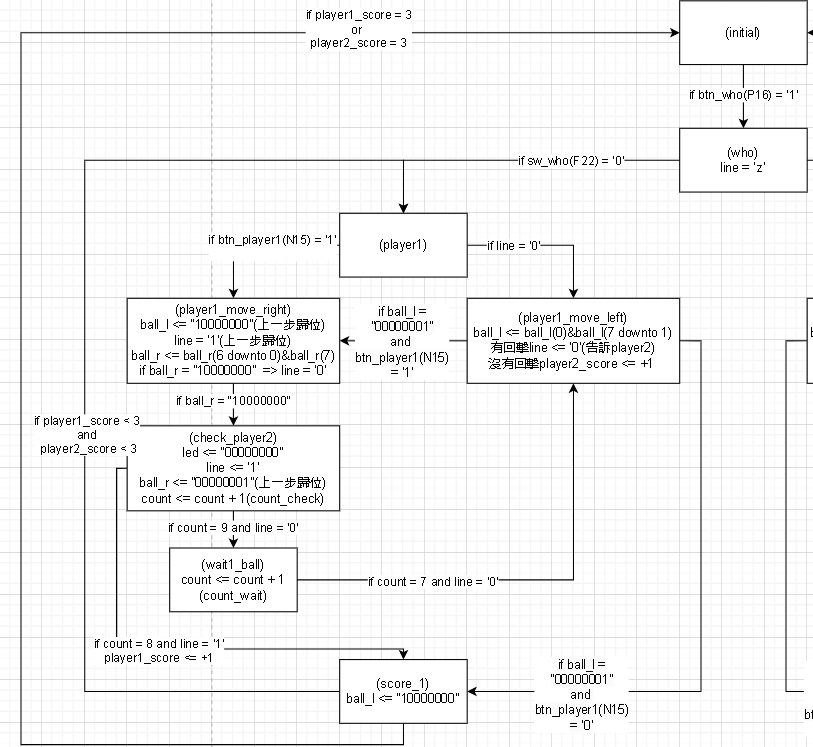 if player1_score = 3
or
player2_score = 3
(initial)
if btn_who(P16) = '1'
(who)
line = 'z'
if sw_who(F22) = '0'
(player1)
if btn_player1(N15) = '1'
if line = '0'
(player1_move_right)
ball_l <= "10000000"(上一步歸位)
line = '1'(上一步歸位)
ball_r <= ball_r(6 downto 0)&ball_r(7)
if ball_r = "10000000" => line = '0'
if ball_l =
"00000001"
and
btn_player1(N15)
= '1'
(player1_move_left)
ball_l <= ball_l(0)&ball_l(7 downto 1)
有回擊line <= '0'(告訴player2)
沒有回擊player2_score <= +1
if ball_r = "10000000"
if player1_score < 3
and
player2_score < 3
(check_player2)
led <= "00000000"
line <= '1'
ball_r <= "00000001"(上一步歸位)
count <= count + 1(count_check)
if count = 9 and line = '0'
(wait1_ball)
count <= count + 1
(count_wait)
if count = 7 and line = '0'
if count = 8 and line = '1'
player1_score <= +1
(score_1)
ball_l <= "10000000"
if ball_l =
"00000001"
and
btn_player1(N15)
= '0'